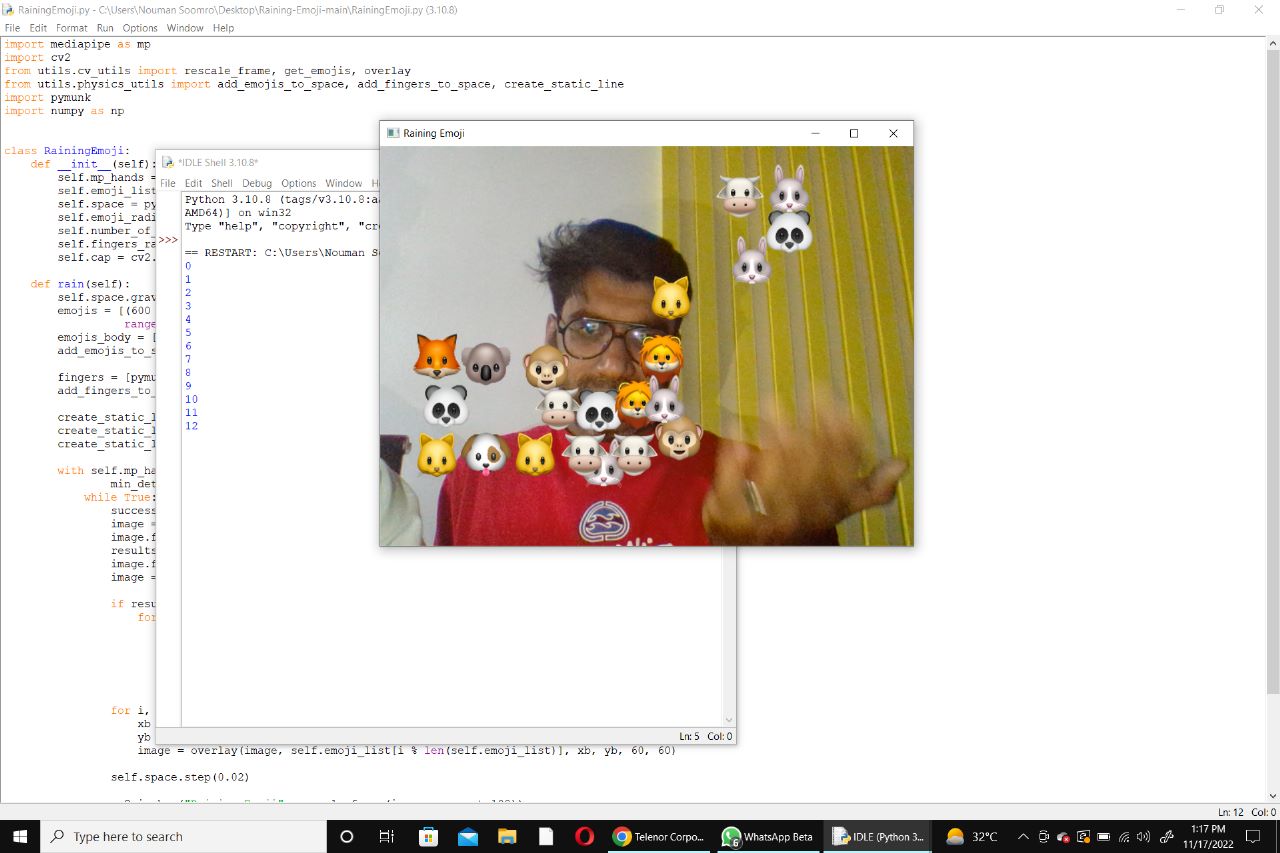 RainingEmoji.py - C:\Users\Nouman Soomro\Desktop\Raining-Emoji-main\RainingEmoji.py (3.10.8)
File Edit Format Run Options Window Help
import mediapipe as mp
import cv2
from utils.cv_utils import rescale_frame, get_emojis, overlay
from utils.physics_utils import add_emojis_to_space, add_fingers_to_space, create_static_line
import pymunk
import numpy as np
class RainingEmoji:
def __init__(self):
self.mp_hands =
self.emoji_list
self.space = py
self.emoji_radi
self.number_of_
self.fingers_ra
self.cap = cv2.
def rain(self):
self.space.grav
emojis = [(600
range
emojis_body = [
add_emojis_to_s
fingers = [pymu
add_fingers_to_
create_static_l
create_static_l
create_static_l
with self.mp_ha
min_det
while True:
success
image =
image.f
results
image.f
image =
if resu
for
for i,
xb
yb
image = overlay(image, self.emoji_list[i % len(self.emoji_list)], xb, yb, 60, 60)
self.space.step(0.02)
Ln: 12 Col: 0
*IDLE Shell 3.10.8*
File Edit Shell Debug Options Window H
Python 3.10.8 (tags/v3.10.8:a
AMD64)] on win32
Type "help", "copyright", "cr
>>>
== RESTART: C:\Users\Nouman S
0
1
2
3
4
5
6
7
8
9
10
11
12
Ln: 5 Col: 0
Raining Emoji
Type here to search
Telenor Corpo...
6
WhatsApp Beta
IDLE (Python 3...
32°C
1:17 PM
11/17/2022